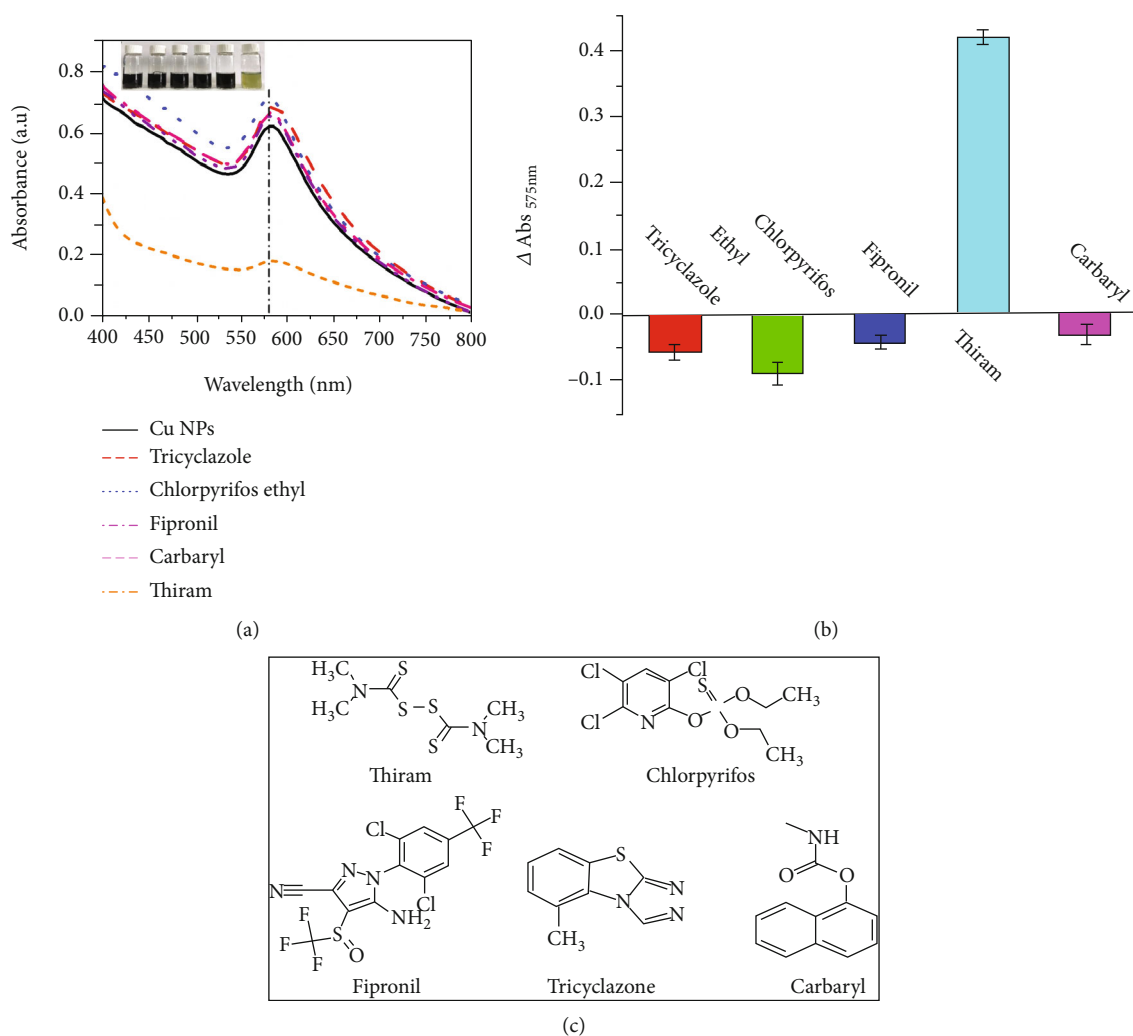 0.8
0.6
0.4
0.2
0.0
Absorbance (a.u)
400 450 500 550 600 650 700 750 800
Wavelength (nm)
Cu NPs
Tricyclazole
Chlorpyrifos ethyl
Fipronil
Carbaryl
Thiram
(a)
0.4
0.3
0.2
0.1
0.0
−0.1
Δ Abs 575nm
Tricyclazole
Ethyl
Chlorpyrifos
Fipronil
Thiram
Carbaryl
(b)
H3C
H3C
N
S
S
S
S
N
CH3
CH3
Thiram
Cl
Cl
Cl
N
O
S
O
CH3
O
CH3
Chlorpyrifos
F
F
F
Cl
N
N
N
Cl
NH2
F
F
F
S
O
Fipronil
S
N
N
N
CH3
Tricyclazone
NH
O
O
Carbaryl
(c)